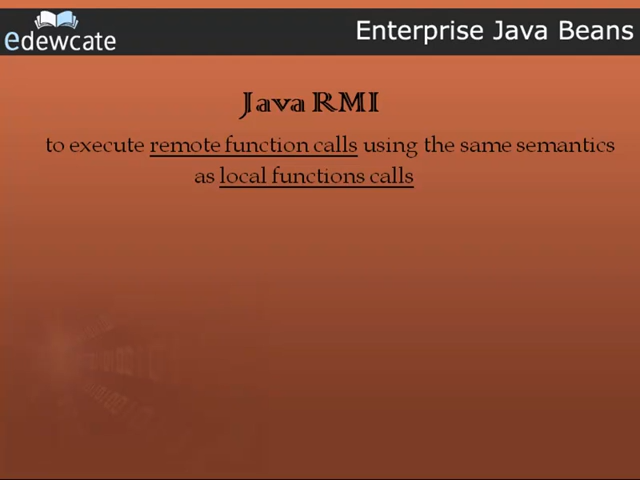 edewcate
Enterprise Java Beans
Java RMI
to execute remote function calls using the same semantics
as local functions calls